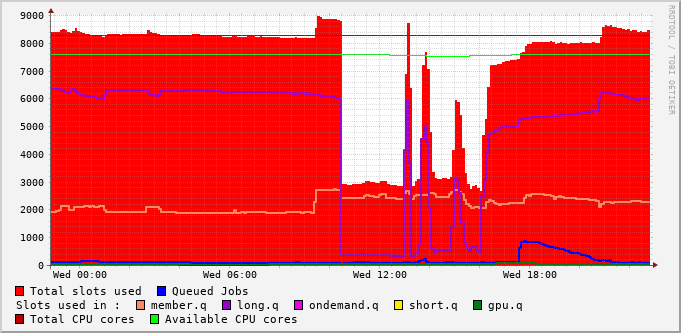 9000
8000
7000
6000
5000
4000
3000
2000
1000
0
Wed 00:00 Wed 06:00 Wed 12:00 Wed 18:00
RRDTOOL / TOBI OETIKER
Total slots used Queued Jobs
Slots used in : member.q long.q ondemand.q short.q gpu.q
Total CPU cores Available CPU cores